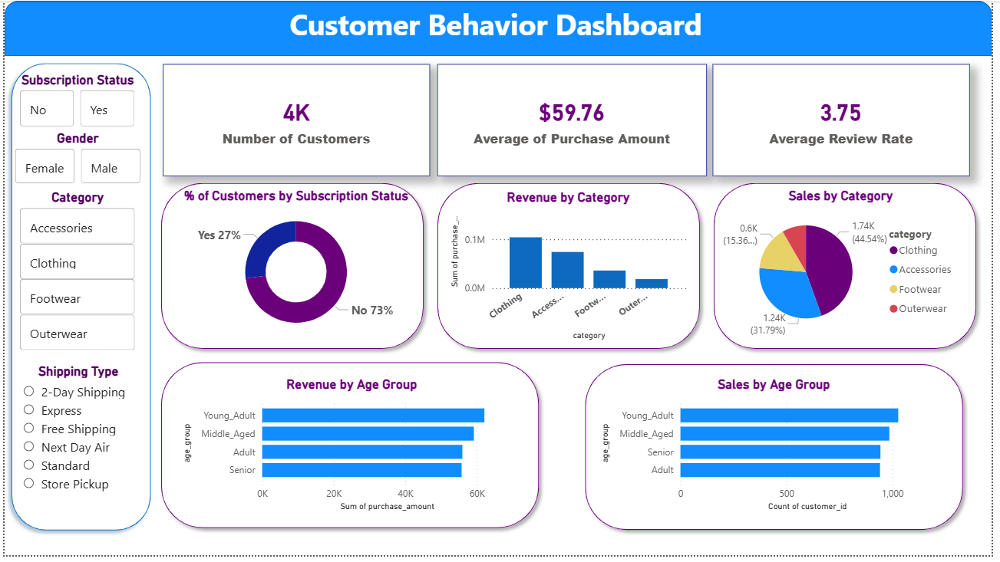 Customer Behavior Dashboard
Subscription Status
No
Yes
Gender
Female
Male
Category
Accessories
Clothing
Footwear
Outerwear
Shipping Type
2-Day Shipping
Express
Free Shipping
Next Day Air
Standard
Store Pickup
4K
Number of Customers
$59.76
Average of Purchase Amount
3.75
Average Review Rate
% of Customers by Subscription Status
Yes 27%
No 73%
Revenue by Category
Sum of purchase_...
0.1M
0.0M
Clothing
Access...
Footw...
Outer...
category
Sales by Category
0.6K
(15.36...)
1.74K
(44.54%)
1.24K
(31.79%)
category
Clothing
Accessories
Footwear
Outerwear
Revenue by Age Group
age_group
Young_Adult
Middle_Aged
Adult
Senior
0K
20K
40K
60K
Sum of purchase_amount
Sales by Age Group
age_group
Young_Adult
Middle_Aged
Senior
Adult
0
500
1,000
Count of customer_id